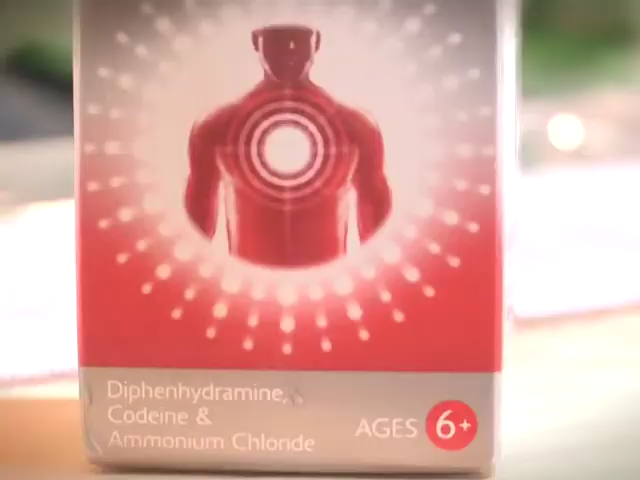 Diphenhydramine,
Codeine &
Ammonium Chloride
AGES 6+